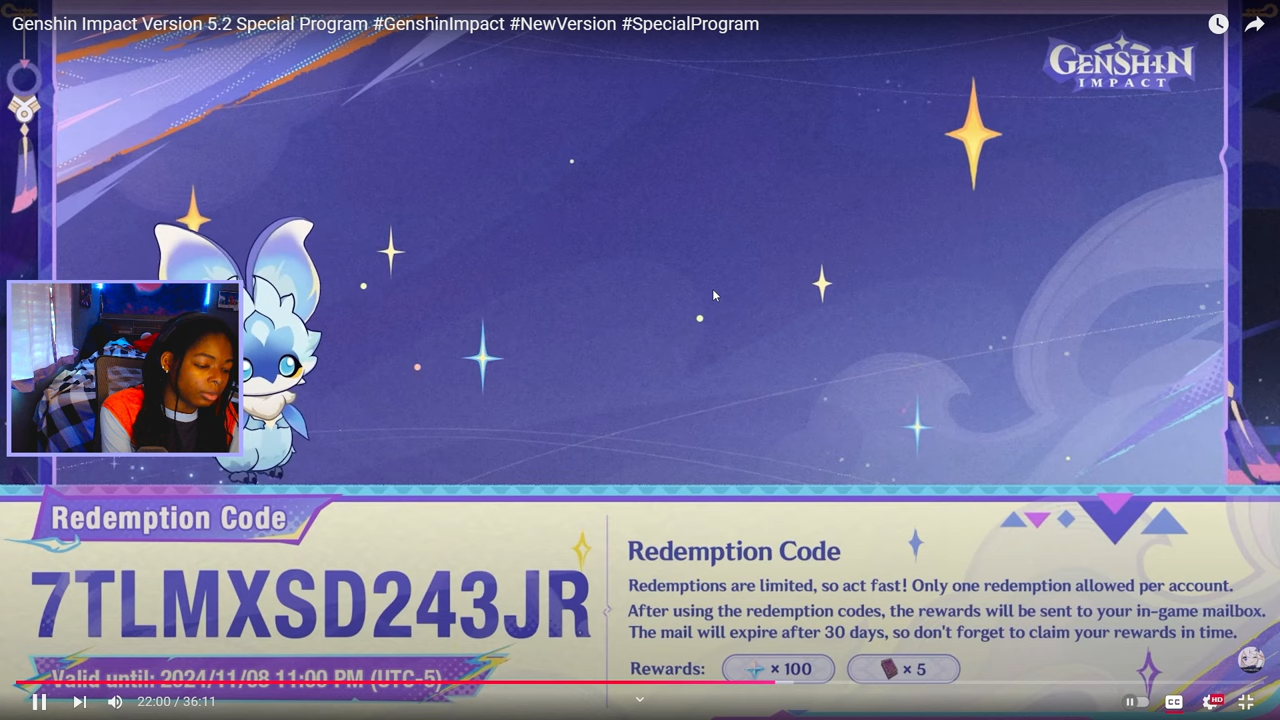 Genshin Impact Version 5.2 Special Program #GenshinImpact #NewVersion #SpecialProgram
GENSHIN
IMPACT
Redemption Code
7TLMXSD243JR
Valid until: 2024/11/08 11:00 PM (UTC-5)
Redemption Code
Redemptions are limited, so act fast! Only one redemption allowed per account.
After using the redemption codes, the rewards will be sent to your in-game mailbox.
The mail will expire after 30 days, so don't forget to claim your rewards in time.
Rewards: × 100 × 5
22:00 / 36:11
CC
HD